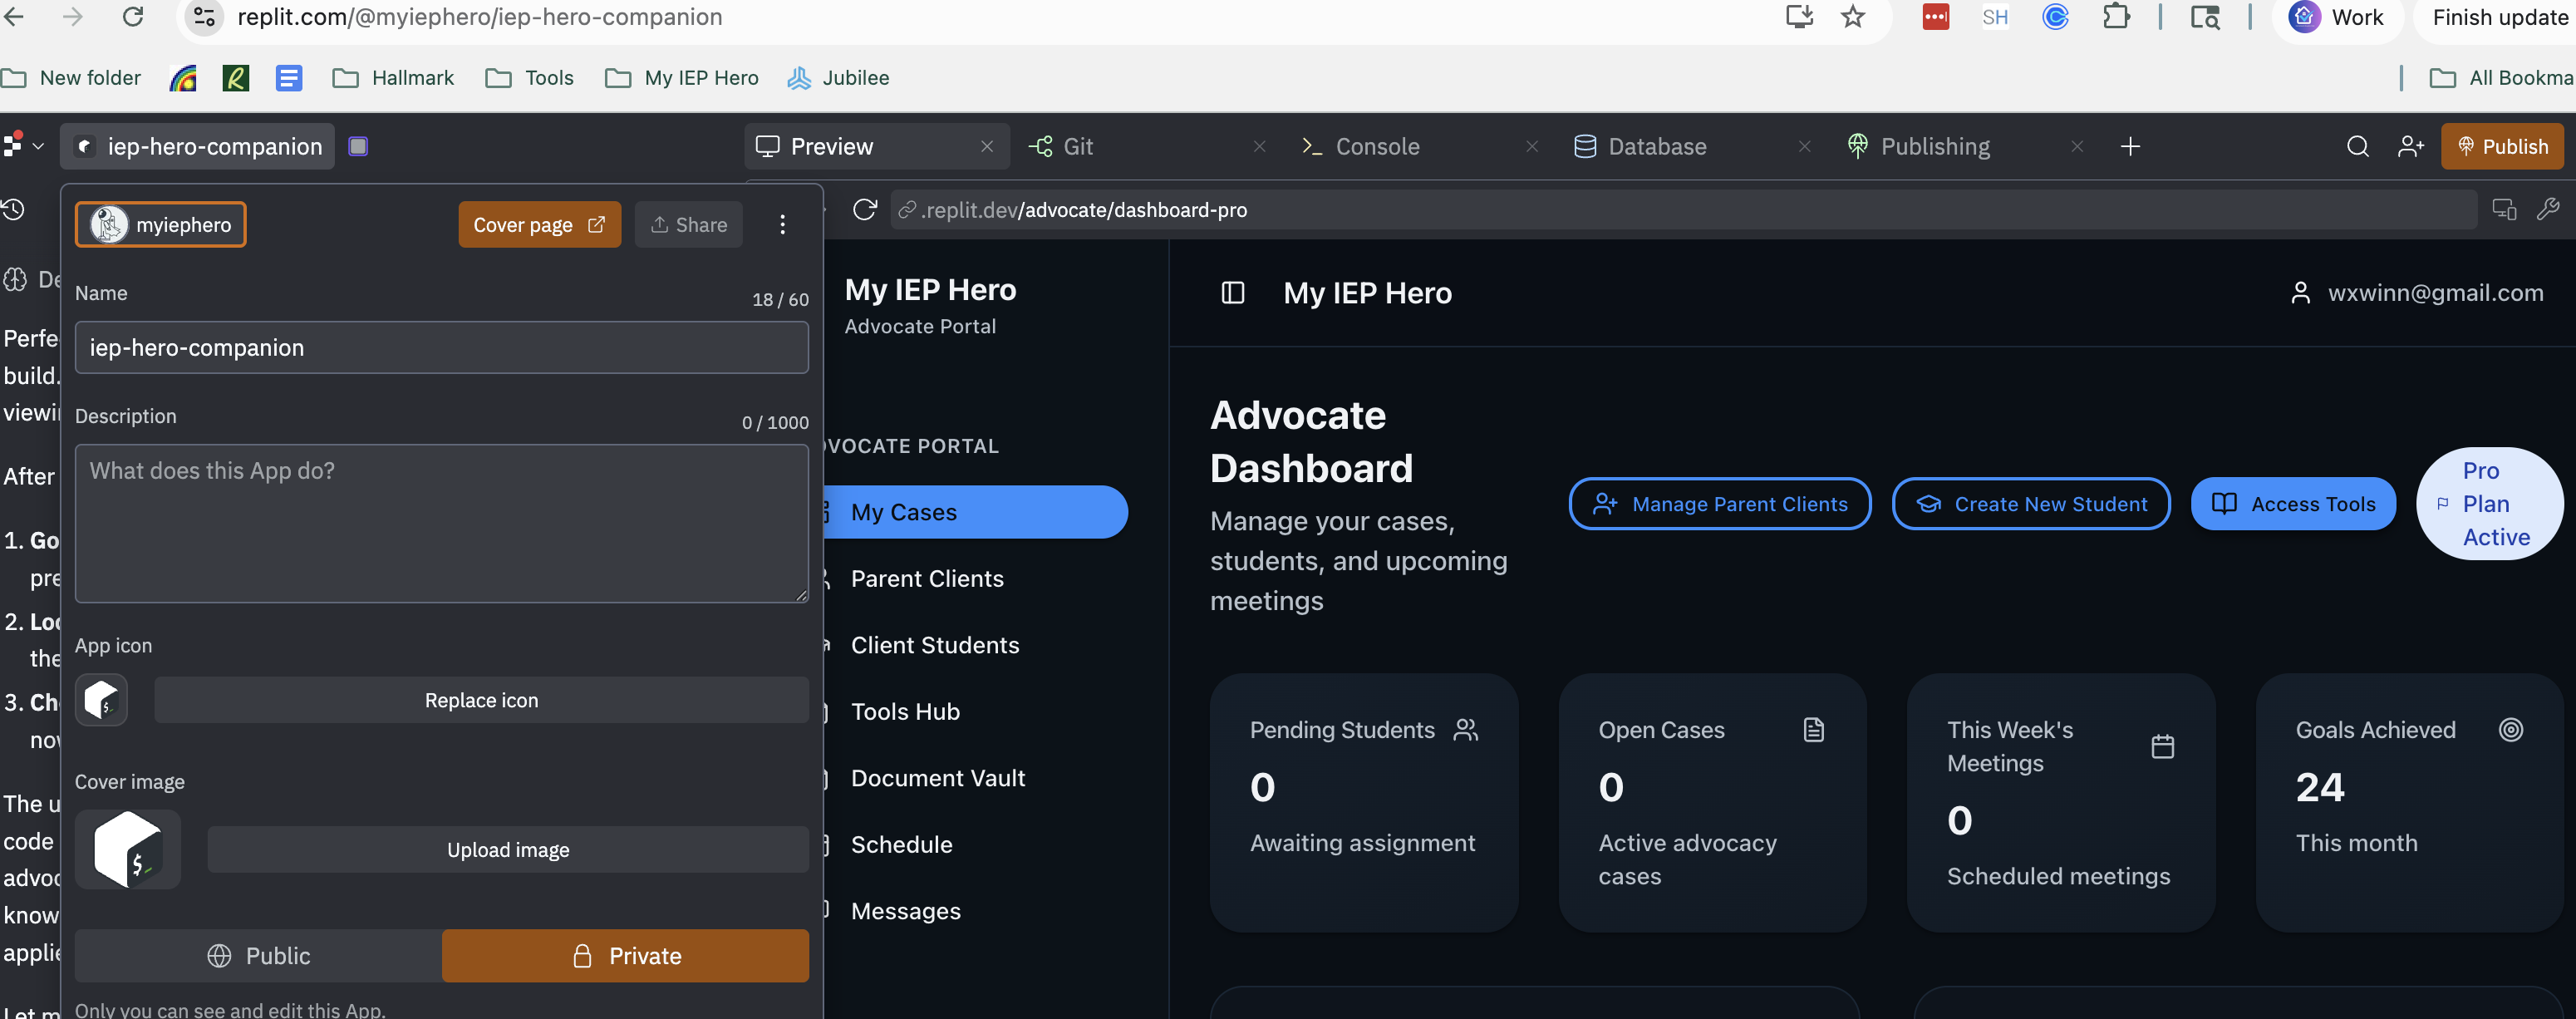 replit.com/@myiephero/iep-hero-companion
SH
Work
Finish update
New folder
Hallmark
Tools
My IEP Hero
Jubilee
All Bookma
iep-hero-companion
Preview
Git
Console
Database
Publishing
Publish
myiephero
Cover page
Share
.replit.dev/advocate/dashboard-pro
De
Perfe
build.
viewi
After
1. Go
pre
2. Loc
the
3. Ch
nov
The u
code
advoc
know
applie
Let m
Name
18 / 60
iep-hero-companion
Description
0 / 1000
What does this App do?
App icon
Replace icon
Cover image
Upload image
Public
Private
Only you can see and edit this App.
My IEP Hero
Advocate Portal
VOCATE PORTAL
My Cases
Parent Clients
Client Students
Tools Hub
Document Vault
Schedule
Messages
My IEP Hero
wxwinn@gmail.com
Advocate
Dashboard
Manage your cases,
students, and upcoming
meetings
Manage Parent Clients
Create New Student
Access Tools
Pro
Plan
Active
Pending Students
0
Awaiting assignment
Open Cases
0
Active advocacy
cases
This Week's
Meetings
0
Scheduled meetings
Goals Achieved
24
This month